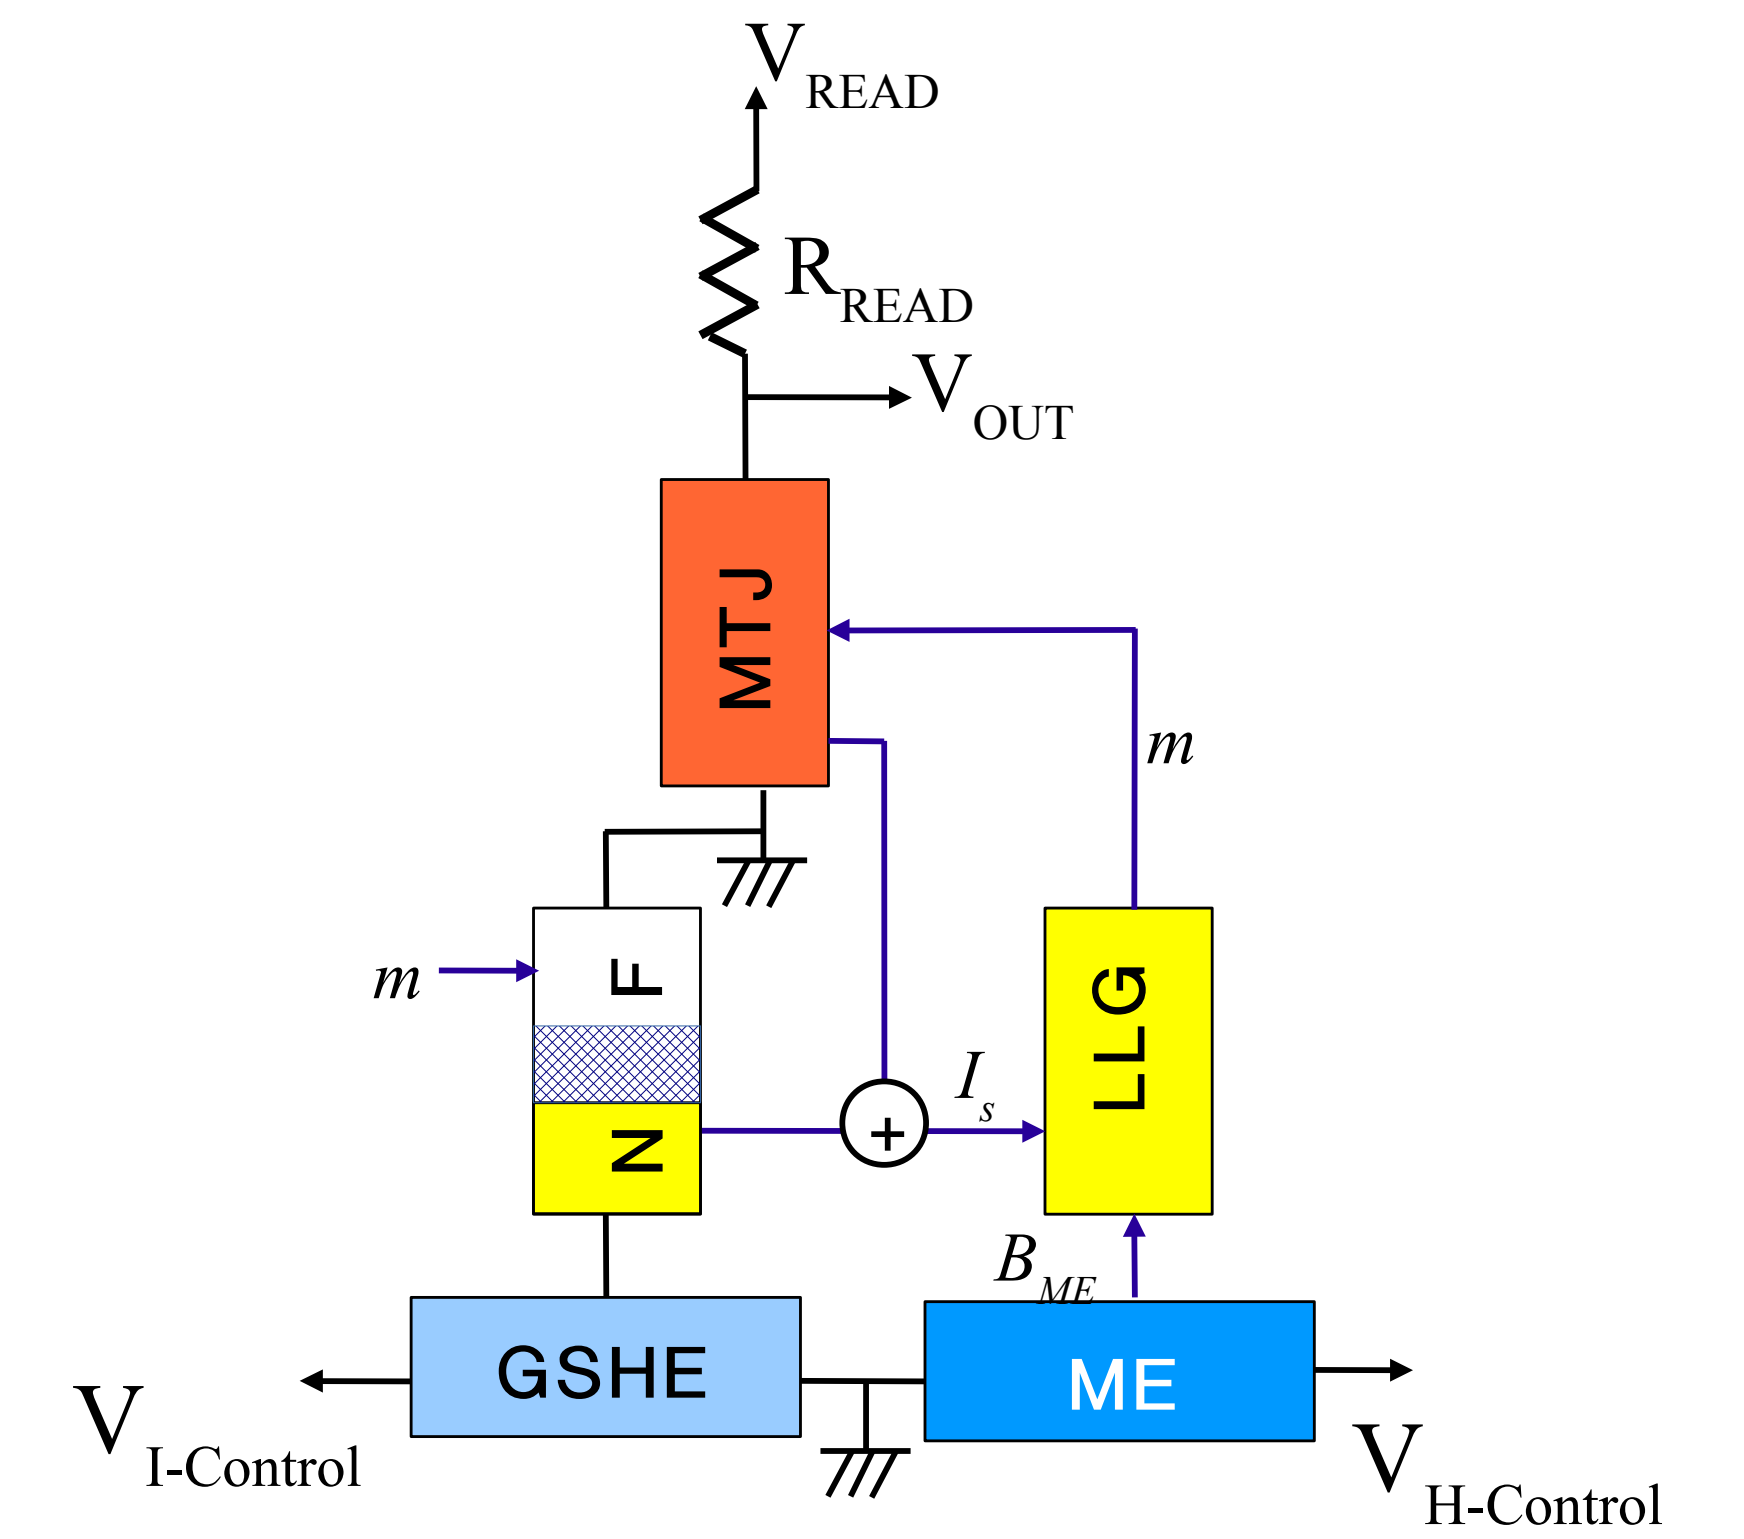 V_READ
R_READ
V_OUT
MTJ
m
m
F
LLG
I_s
N
+
B_ME
GSHE
ME
V_I-Control
V_H-Control